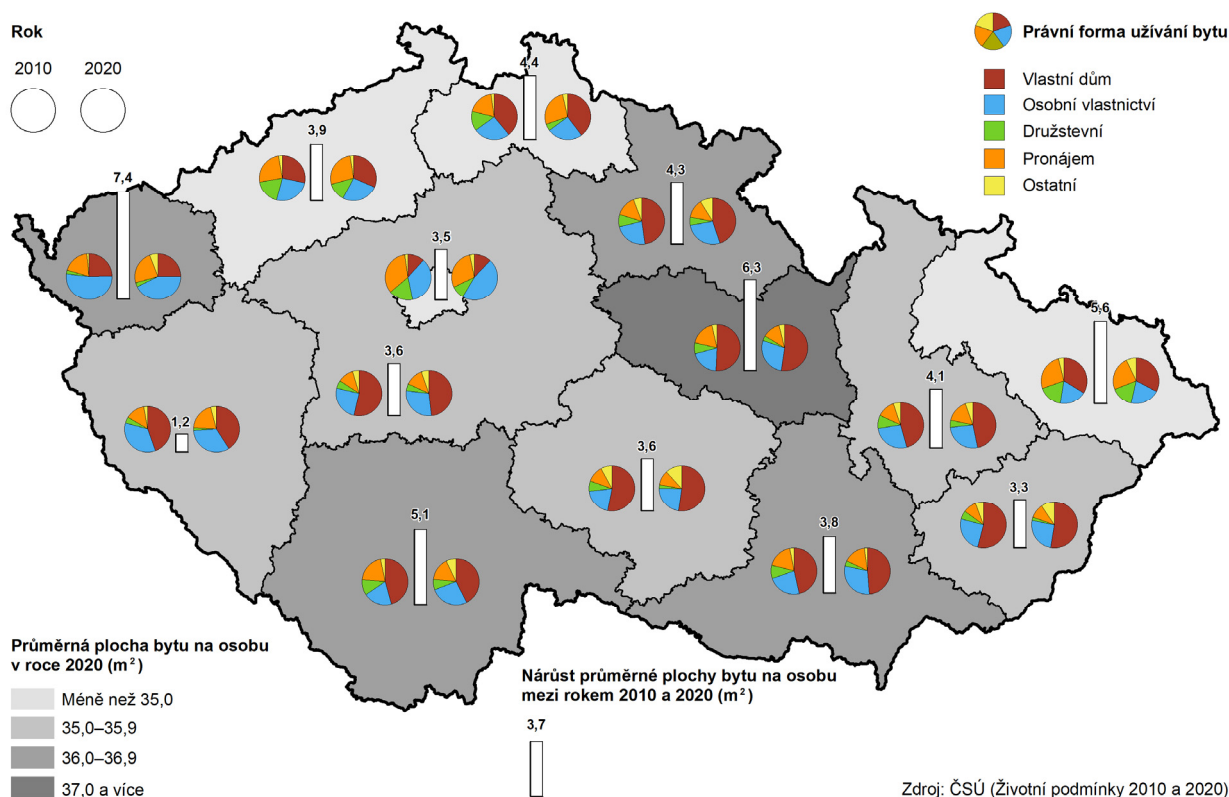 Rok
2010 2020
Právní forma užívání bytu
Vlastní dům
Osobní vlastnictví
Družstevní
Pronájem
Ostatní
4,4
3,9
7,4
4,3
3,5
6,3
5,6
3,6
4,1
1,2
3,6
3,3
5,1
3,8
Průměrná plocha bytu na osobu
v roce 2020 (m²)
Méně než 35,0
35,0–35,9
36,0–36,9
37,0 a více
Nárůst průměrné plochy bytu na osobu
mezi rokem 2010 a 2020 (m²)
3,7
Zdroj: ČSÚ (Životní podmínky 2010 a 2020)